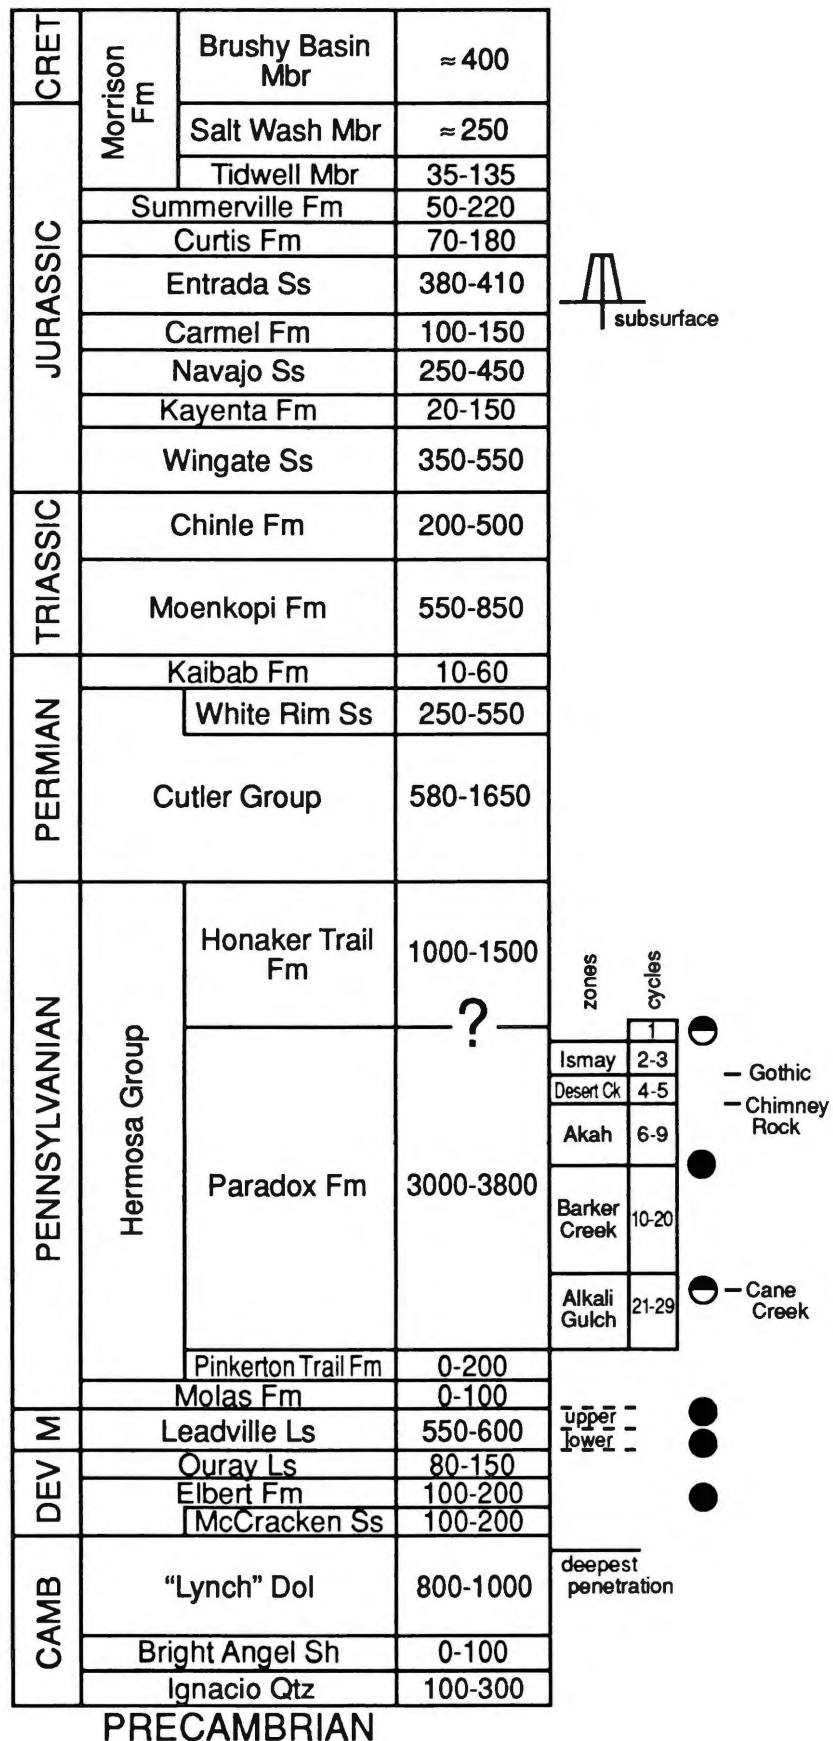 CRET
Morrison
Fm
Brushy Basin
Mbr
≈ 400
JURASSIC
Salt Wash Mbr
≈ 250
Tidwell Mbr
35-135
Summerville Fm
50-220
Curtis Fm
70-180
Entrada Ss
380-410
subsurface
Carmel Fm
100-150
Navajo Ss
250-450
Kayenta Fm
20-150
Wingate Ss
350-550
TRIASSIC
Chinle Fm
200-500
Moenkopi Fm
550-850
PERMIAN
Kaibab Fm
10-60
White Rim Ss
250-550
Cutler Group
580-1650
PENNSYLVANIAN
Hermosa Group
Honaker Trail
Fm
1000-1500
?
zones
cycles
1
Ismay
2-3
Gothic
Desert Ck
4-5
Chimney
Rock
Akah
6-9
Paradox Fm
3000-3800
Barker
Creek
10-20
Alkali
Gulch
21-29
Cane
Creek
Pinkerton Trail Fm
0-200
Molas Fm
0-100
M
Leadville Ls
550-600
upper
lower
DEV
Ouray Ls
80-150
Elbert Fm
100-200
McCracken Ss
100-200
CAMB
"Lynch" Dol
800-1000
deepest
penetration
Bright Angel Sh
0-100
Ignacio Qtz
100-300
PRECAMBRIAN